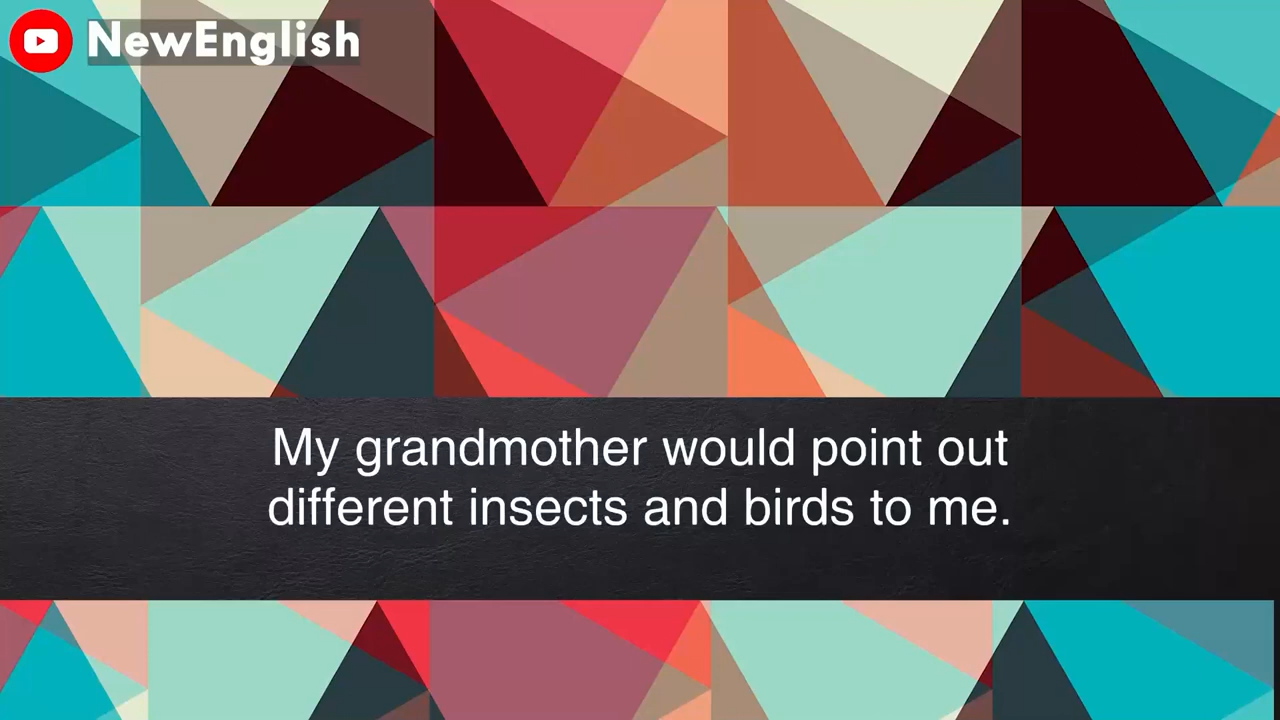 NewEnglish
My grandmother would point out
different insects and birds to me.